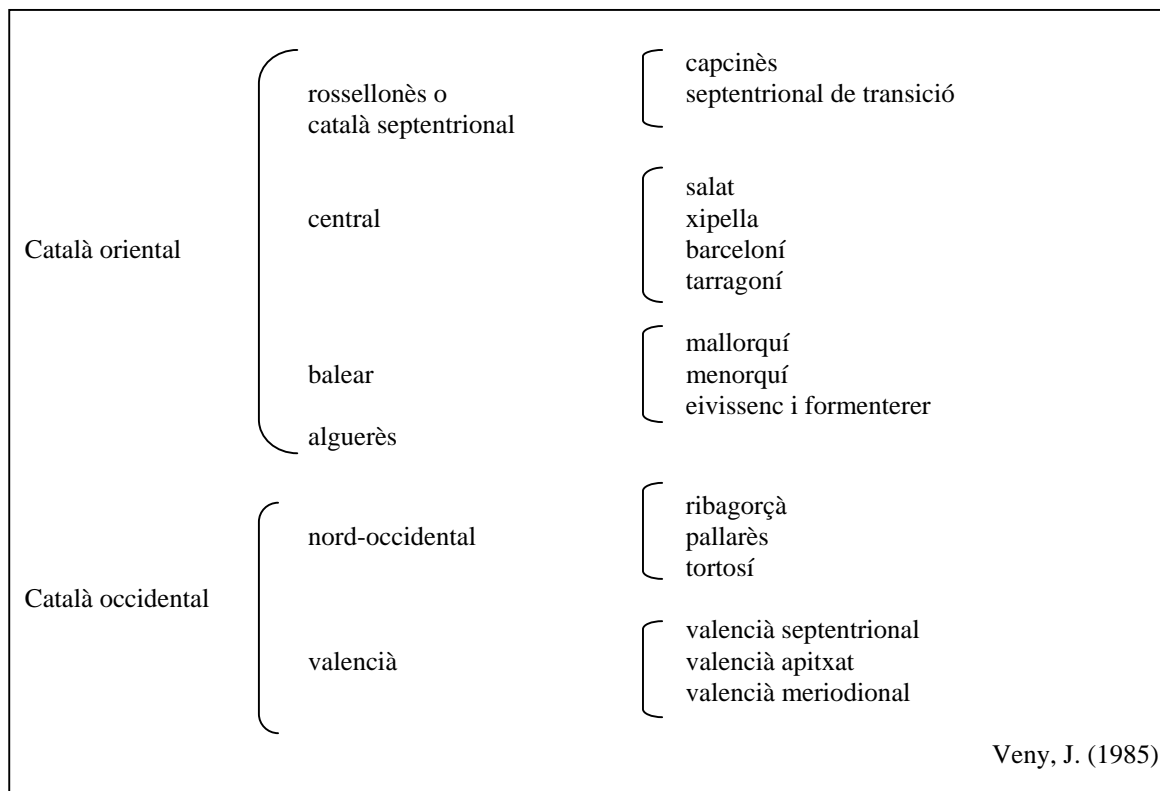 Català oriental
rossellonès o
català septentrional
capcinès
septentrional de transició
central
salat
xipella
barceloní
tarragoní
balear
mallorquí
menorquí
eivissenc i formenterer
alguerès
Català occidental
nord-occidental
ribagorçà
pallarès
tortosí
valencià
valencià septentrional
valencià apitxat
valencià meriodional
Veny, J. (1985)